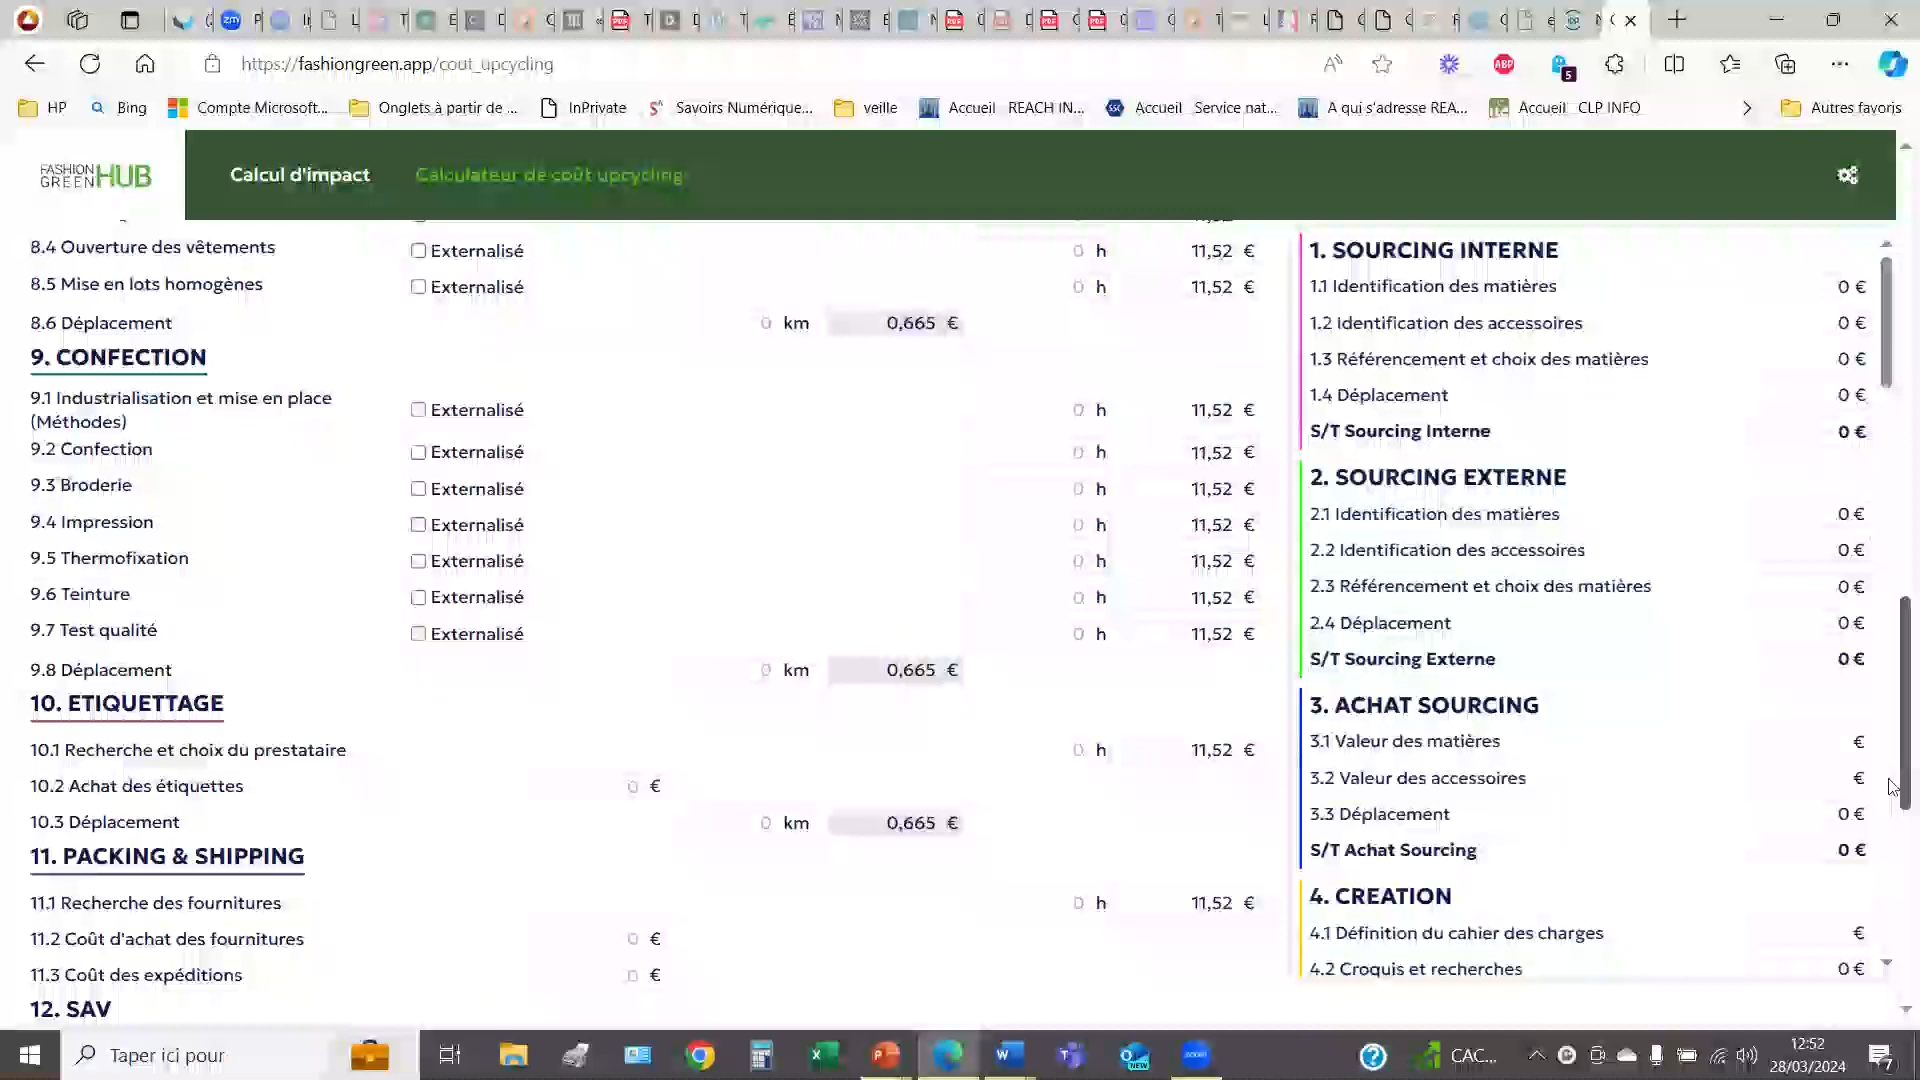 https://fashiongreen.app/cout_upcycling
HP
Bing
Compte Microsoft...
Onglets à partir de ...
InPrivate
Savoirs Numérique...
veille
Accueil REACH IN...
Accueil Service nat...
A qui s'adresse REA...
Accueil CLP INFO
Autres favoris
FASHION GREEN HUB
Calcul d'impact
Calculateur de coût upcycling
8.4 Ouverture des vêtements Externalisé 0 h 11,52 €
8.5 Mise en lots homogènes Externalisé 0 h 11,52 €
8.6 Déplacement 0 km 0,665 €
9. CONFECTION
9.1 Industrialisation et mise en place
(Méthodes) Externalisé 0 h 11,52 €
9.2 Confection Externalisé 0 h 11,52 €
9.3 Broderie Externalisé 0 h 11,52 €
9.4 Impression Externalisé 0 h 11,52 €
9.5 Thermofixation Externalisé 0 h 11,52 €
9.6 Teinture Externalisé 0 h 11,52 €
9.7 Test qualité Externalisé 0 h 11,52 €
9.8 Déplacement 0 km 0,665 €
10. ETIQUETTAGE
10.1 Recherche et choix du prestataire 0 h 11,52 €
10.2 Achat des étiquettes 0 €
10.3 Déplacement 0 km 0,665 €
11. PACKING & SHIPPING
11.1 Recherche des fournitures 0 h 11,52 €
11.2 Coût d'achat des fournitures 0 €
11.3 Coût des expéditions 0 €
12. SAV
1. SOURCING INTERNE
1.1 Identification des matières 0 €
1.2 Identification des accessoires 0 €
1.3 Référencement et choix des matières 0 €
1.4 Déplacement 0 €
S/T Sourcing Interne 0 €
2. SOURCING EXTERNE
2.1 Identification des matières 0 €
2.2 Identification des accessoires 0 €
2.3 Référencement et choix des matières 0 €
2.4 Déplacement 0 €
S/T Sourcing Externe 0 €
3. ACHAT SOURCING
3.1 Valeur des matières €
3.2 Valeur des accessoires €
3.3 Déplacement 0 €
S/T Achat Sourcing 0 €
4. CREATION
4.1 Définition du cahier des charges €
4.2 Croquis et recherches 0 €
Taper ici pour
CAC...
12:52
28/03/2024